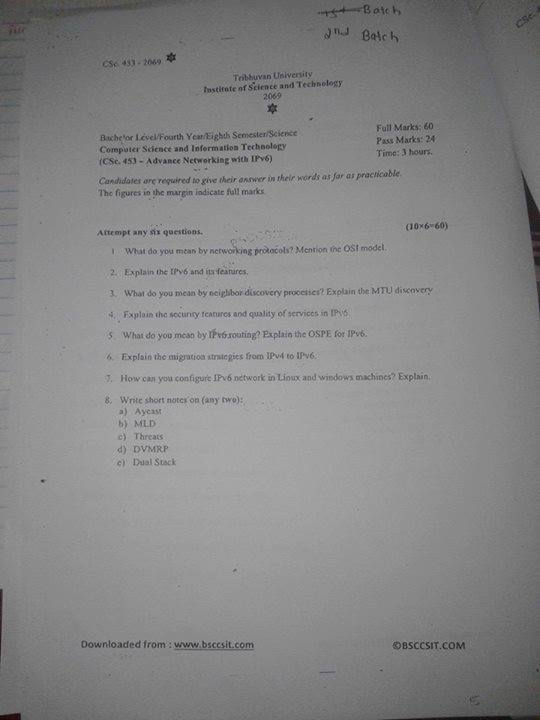 1st Batch
2nd Batch
CSc. 453 - 2069
Tribhuvan University
Institute of Science and Technology
2069
Bachelor Level/Fourth Year/Eighth Semester/Science
Computer Science and Information Technology
(CSc. 453 – Advance Networking with IPv6)
Full Marks: 60
Pass Marks: 24
Time: 3 hours.
Candidates are required to give their answer in their words as far as practicable.
The figures in the margin indicate full marks.
Attempt any six questions. (10×6=60)
1 What do you mean by networking protocols? Mention the OSI model.
2. Explain the IPv6 and its features.
3. What do you mean by neighbor discovery processes? Explain the MTU discovery
4. Explain the security features and quality of services in IPv6.
5. What do you mean by IPv6 routing? Explain the OSPE for IPv6.
6. Explain the migration strategies from IPv4 to IPv6.
7. How can you configure IPv6 network in Linux and windows machines? Explain.
8. Write short notes on (any two):
a) Aycast
b) MLD
c) Threats
d) DVMRP
e) Dual Stack
Downloaded from : www.bsccsit.com ©BSCCSIT.COM
CSc
5